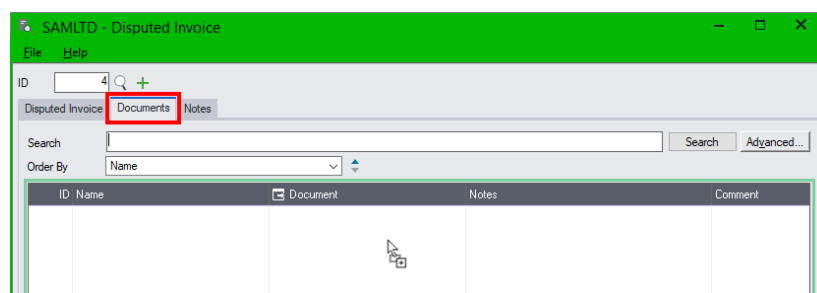 SAMLTD - Disputed Invoice
File Help
ID 4
Disputed Invoice Documents Notes
Search Search Advanced...
Order By Name
ID Name Document Notes Comment